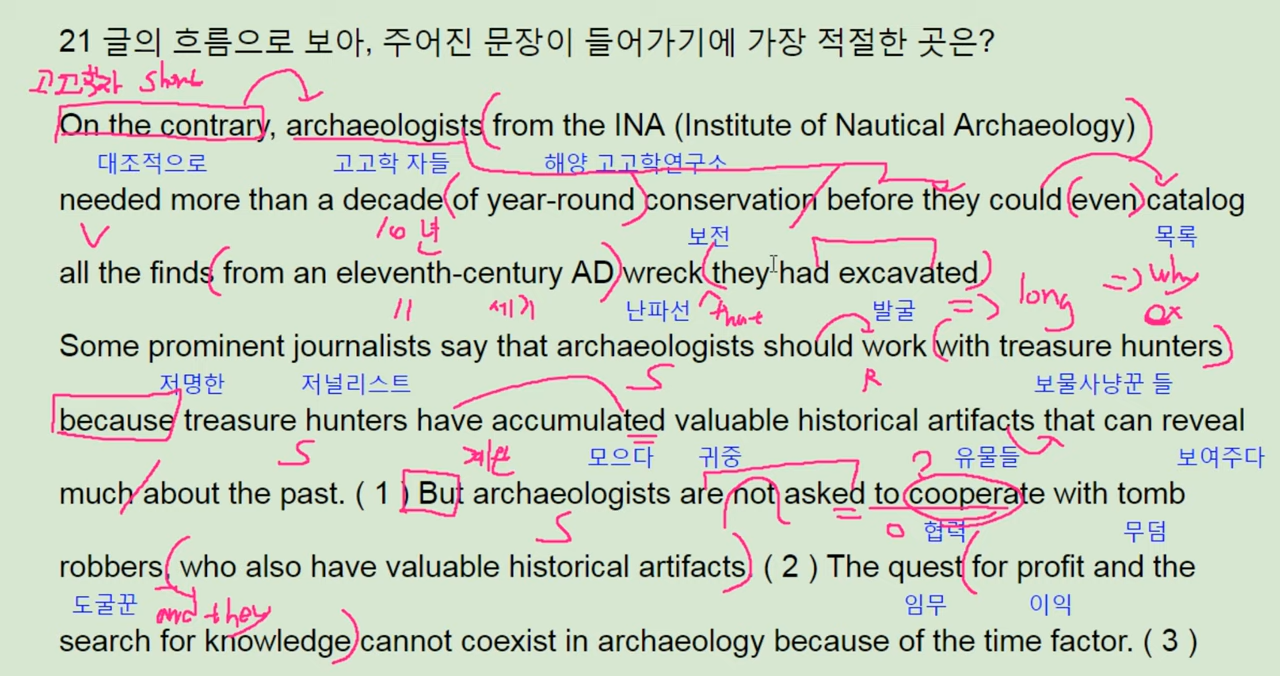 21 글의 흐름으로 보아, 주어진 문장이 들어가기에 가장 적절한 곳은?
고고학자 short
On the contrary, archaeologists from the INA (Institute of Nautical Archaeology)
대조적으로 고고학 자들 해양 고고학연구소
needed more than a decade of year-round conservation before they could even catalog
V 10년 보전 목록
all the finds from an eleventh-century AD wreck they had excavated
11 세기 난파선 that 발굴 => long => why
Some prominent journalists say that archaeologists should work with treasure hunters
저명한 저널리스트 S R 보물사냥꾼 들
because treasure hunters have accumulated valuable historical artifacts that can reveal
S 모으다 귀중 유물들 보여주다
much about the past. ( 1 ) But archaeologists are not asked to cooperate with tomb
S ? o 협력 무덤
robbers, who also have valuable historical artifacts. ( 2 ) The quest for profit and the
도굴꾼 and they 임무 이익
search for knowledge cannot coexist in archaeology because of the time factor. ( 3 )